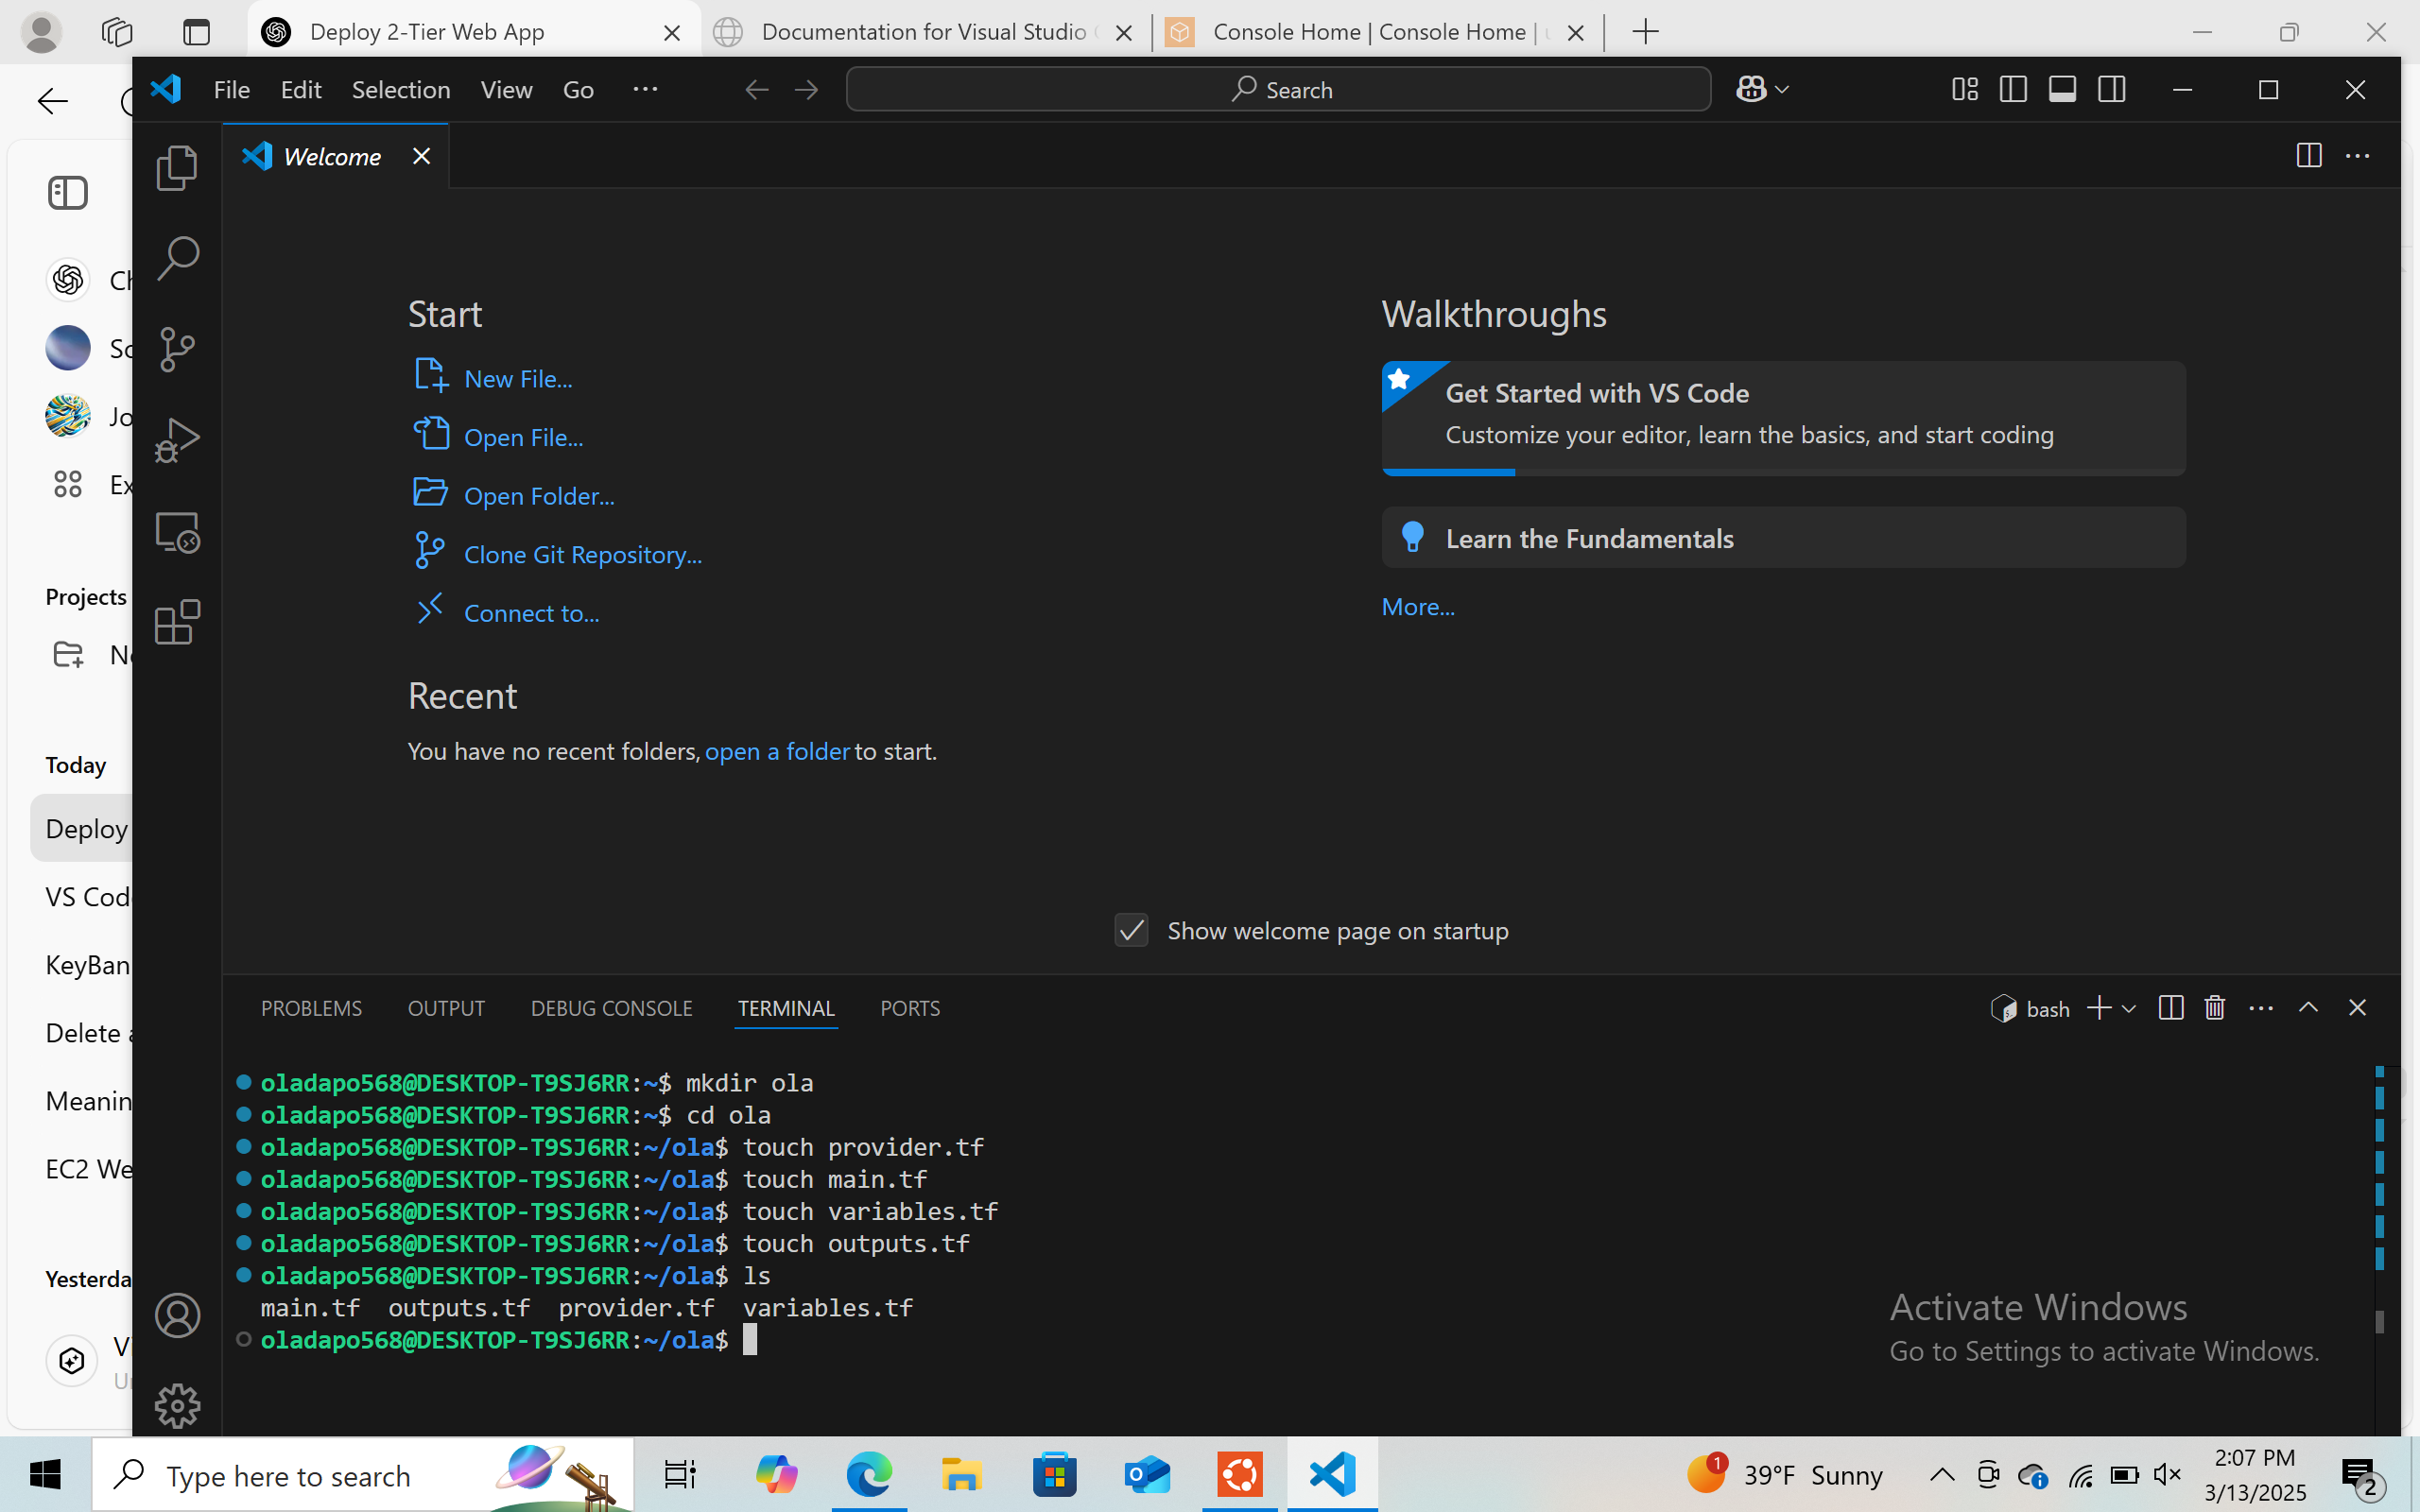 Deploy 2-Tier Web App
Documentation for Visual Studio
Console Home | Console Home |
File Edit Selection View Go ···
Search
Welcome
Start
New File...
Open File...
Open Folder...
Clone Git Repository...
Connect to...
Recent
You have no recent folders, open a folder to start.
Walkthroughs
Get Started with VS Code
Customize your editor, learn the basics, and start coding
Learn the Fundamentals
More...
Show welcome page on startup
Ch
So
Jo
Ex
Projects
Ne
Today
Deploy
VS Code
KeyBan
Delete a
Meanin
EC2 We
Yesterda
PROBLEMS OUTPUT DEBUG CONSOLE TERMINAL PORTS
bash
oladapo568@DESKTOP-T9SJ6RR:~$ mkdir ola
oladapo568@DESKTOP-T9SJ6RR:~$ cd ola
oladapo568@DESKTOP-T9SJ6RR:~/ola$ touch provider.tf
oladapo568@DESKTOP-T9SJ6RR:~/ola$ touch main.tf
oladapo568@DESKTOP-T9SJ6RR:~/ola$ touch variables.tf
oladapo568@DESKTOP-T9SJ6RR:~/ola$ touch outputs.tf
oladapo568@DESKTOP-T9SJ6RR:~/ola$ ls
main.tf outputs.tf provider.tf variables.tf
oladapo568@DESKTOP-T9SJ6RR:~/ola$
Activate Windows
Go to Settings to activate Windows.
Type here to search
1
39°F Sunny
2:07 PM
3/13/2025
2